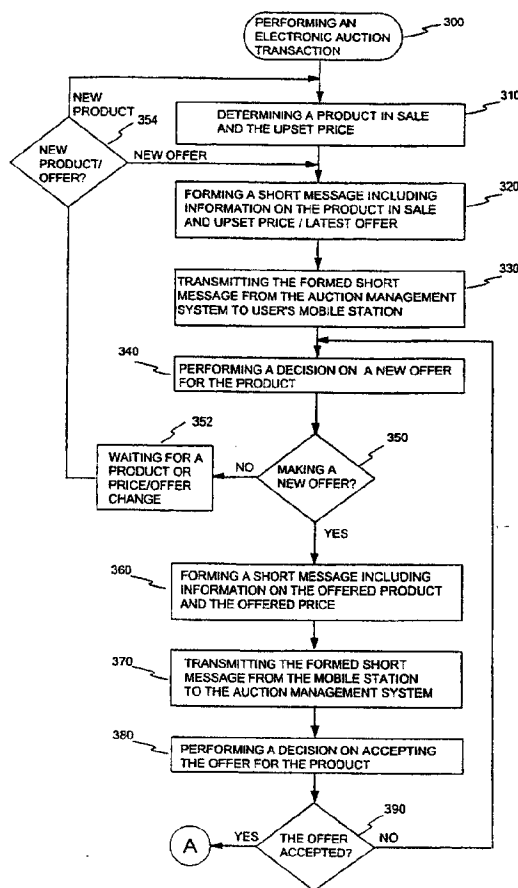 PERFORMING AN
ELECTRONIC AUCTION
TRANSACTION
300
NEW
PRODUCT
310
DETERMINING A PRODUCT IN SALE
AND THE UPSET PRICE
354
NEW
PRODUCT/
OFFER?
NEW OFFER
320
FORMING A SHORT MESSAGE INCLUDING
INFORMATION ON THE PRODUCT IN SALE
AND UPSET PRICE / LATEST OFFER
330
TRANSMITTING THE FORMED SHORT
MESSAGE FROM THE AUCTION MANAGEMENT
SYSTEM TO USER'S MOBILE STATION
340
PERFORMING A DECISION ON A NEW OFFER
FOR THE PRODUCT
352
350
WAITING FOR A
PRODUCT OR
PRICE/OFFER
CHANGE
NO
MAKING A
NEW OFFER?
YES
360
FORMING A SHORT MESSAGE INCLUDING
INFORMATION ON THE OFFERED PRODUCT
AND THE OFFERED PRICE
370
TRANSMITTING THE FORMED SHORT
MESSAGE FROM THE MOBILE STATION
TO THE AUCTION MANAGEMENT SYSTEM
380
PERFORMING A DECISION ON ACCEPTING
THE OFFER FOR THE PRODUCT
390
A
YES
THE OFFER
ACCEPTED?
NO